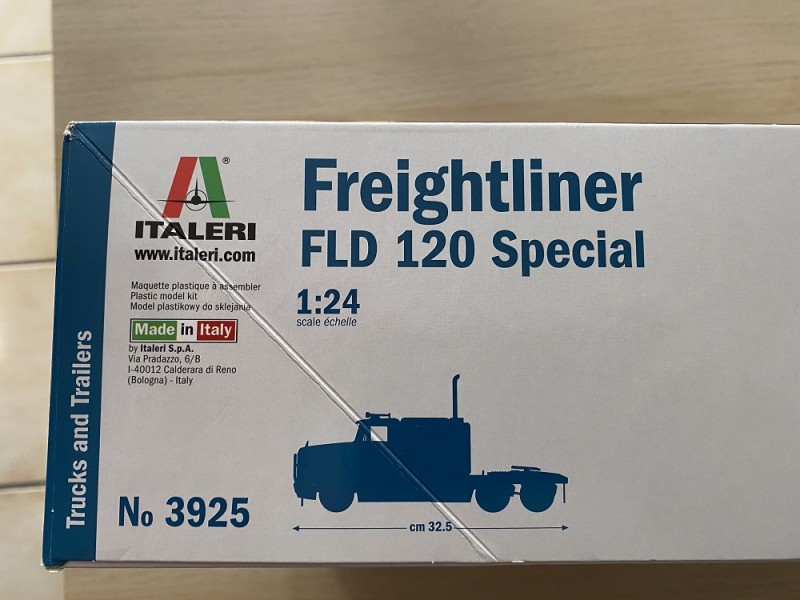 ITALERI
®
www.italeri.com
Maquette plastique à assembler
Plastic model kit
Model plastikowy do sklejania
Made in Italy
by Italeri S.p.A.
Via Pradazzo, 6/B
I-40012 Calderara di Reno
(Bologna) - Italy
No 3925
Trucks and Trailers
Freightliner
FLD 120 Special
1:24
scale échelle
cm 32.5